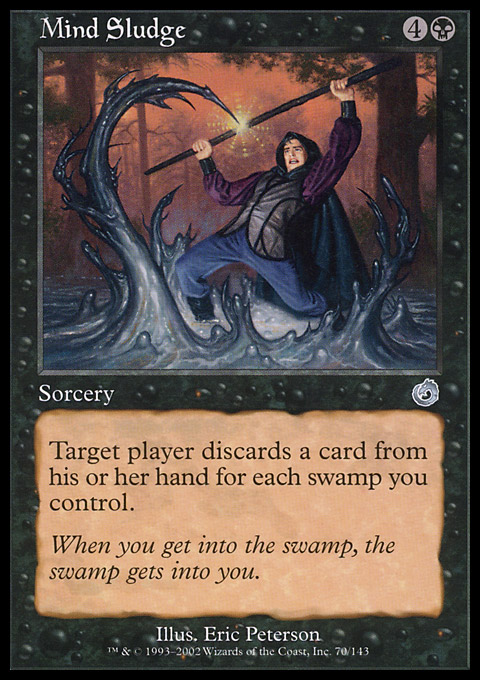 Mind Sludge 4
Sorcery
Target player discards a card from
his or her hand for each swamp you
control.
When you get into the swamp, the
swamp gets into you.
Illus. Eric Peterson
™ & © 1993–2002 Wizards of the Coast, Inc. 70/143